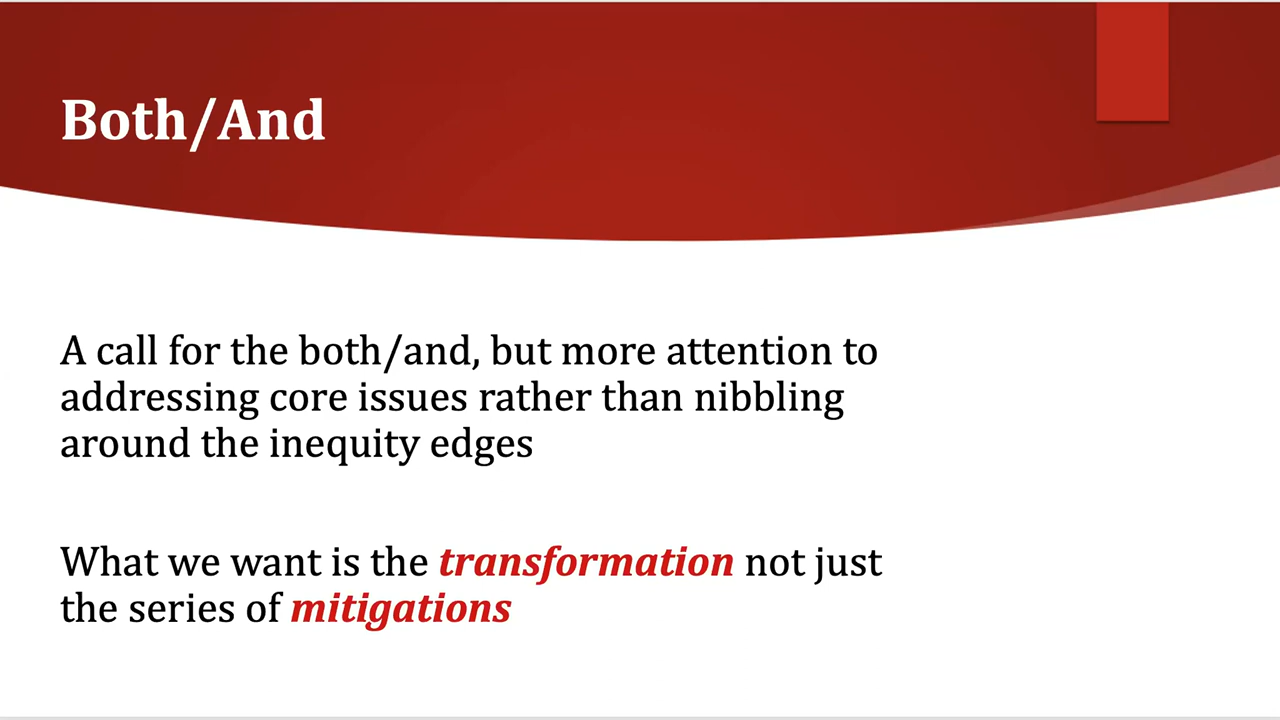 Both/And
A call for the both/and, but more attention to
addressing core issues rather than nibbling
around the inequity edges
What we want is the transformation not just
the series of mitigations